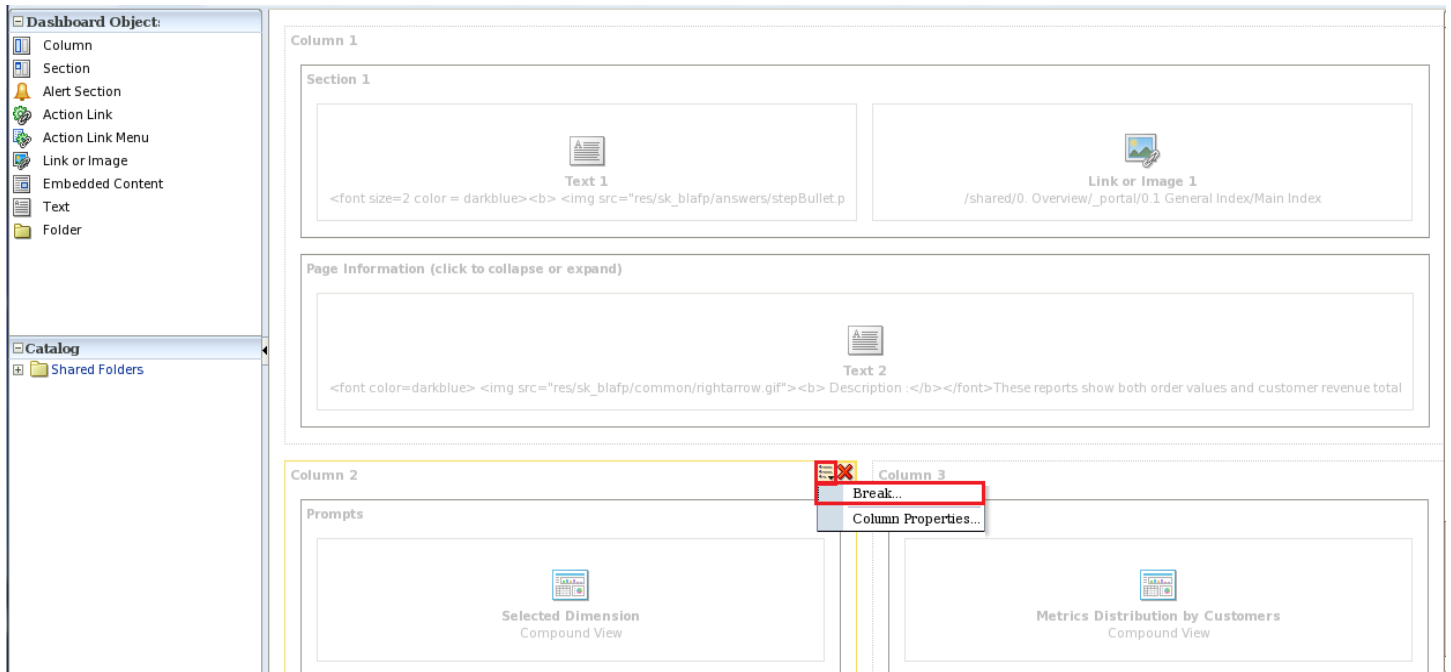 Dashboard Object:
Column
Section
Alert Section
Action Link
Action Link Menu
Link or Image
Embedded Content
Text
Folder
Catalog
Shared Folders
Column 1
Section 1
Text 1
<font size=2 color = darkblue><b> <img src="res/sk_blafp/answers/stepBullet.p
Link or Image 1
/shared/0. Overview/_portal/0.1 General Index/Main Index
Page Information (click to collapse or expand)
Text 2
<font color=darkblue> <img src="res/sk_blafp/common/rightarrow.gif"><b> Description :</b></font>These reports show both order values and customer revenue total
Column 2
Column 3
Break...
Column Properties...
Prompts
Selected Dimension
Compound View
Metrics Distribution by Customers
Compound View